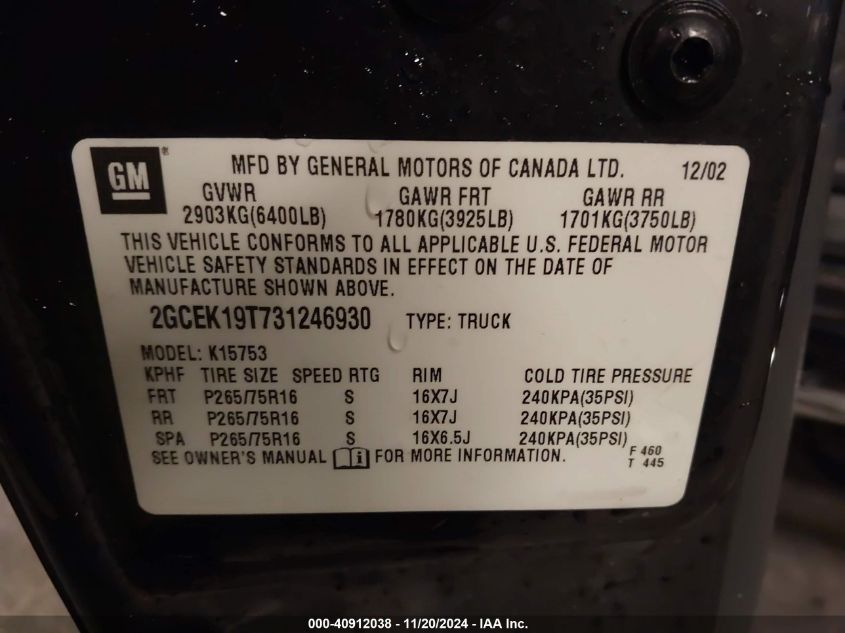 GM ® MFD BY GENERAL MOTORS OF CANADA LTD. 12/02
GVWR GAWR FRT GAWR RR
2903KG(6400LB) 1780KG(3925LB) 1701KG(3750LB)
THIS VEHICLE CONFORMS TO ALL APPLICABLE U.S. FEDERAL MOTOR
VEHICLE SAFETY STANDARDS IN EFFECT ON THE DATE OF
MANUFACTURE SHOWN ABOVE.
2GCEK19T731246930 TYPE: TRUCK
MODEL: K15753
KPHF TIRE SIZE SPEED RTG RIM COLD TIRE PRESSURE
FRT P265/75R16 S 16X7J 240KPA(35PSI)
RR P265/75R16 S 16X7J 240KPA(35PSI)
SPA P265/75R16 S 16X6.5J 240KPA(35PSI)
SEE OWNER'S MANUAL i FOR MORE INFORMATION. F 460
T 445
000-40912038 - 11/20/2024 - IAA Inc.